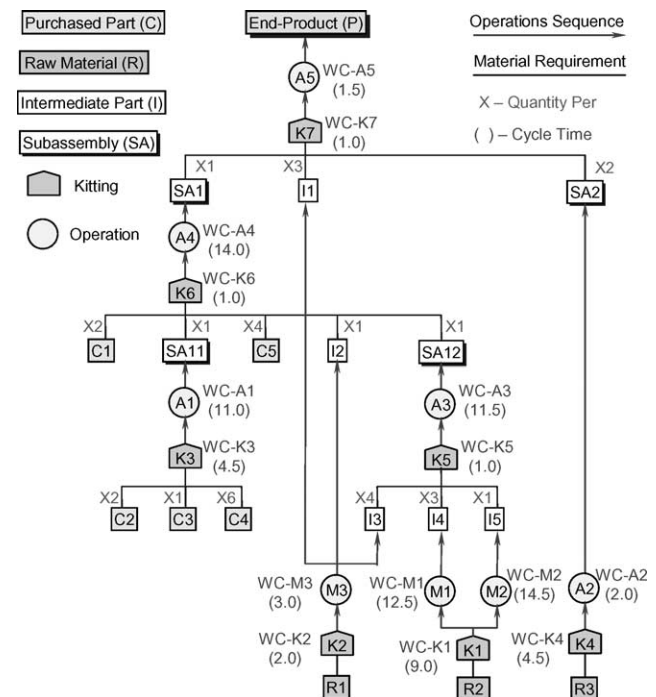 Purchased Part (C)
End-Product (P)
Operations Sequence
Raw Material (R)
A5
WC-A5
(1.5)
Material Requirement
Intermediate Part (I)
X – Quantity Per
Subassembly (SA)
K7
WC-K7
(1.0)
( ) – Cycle Time
Kitting
X1
X3
X2
SA1
I1
SA2
Operation
A4
WC-A4
(14.0)
K6
WC-K6
(1.0)
X2
X1
X4
X1
X1
C1
SA11
C5
I2
SA12
A1
WC-A1
(11.0)
A3
WC-A3
(11.5)
K3
WC-K3
(4.5)
K5
WC-K5
(1.0)
X2
X1
X6
X4
X3
X1
C2
C3
C4
I3
I4
I5
WC-M3
(3.0)
M3
WC-M1
(12.5)
M1
M2
WC-M2
(14.5)
A2
WC-A2
(2.0)
WC-K2
(2.0)
K2
WC-K1
(9.0)
K1
WC-K4
(4.5)
K4
R1
R2
R3